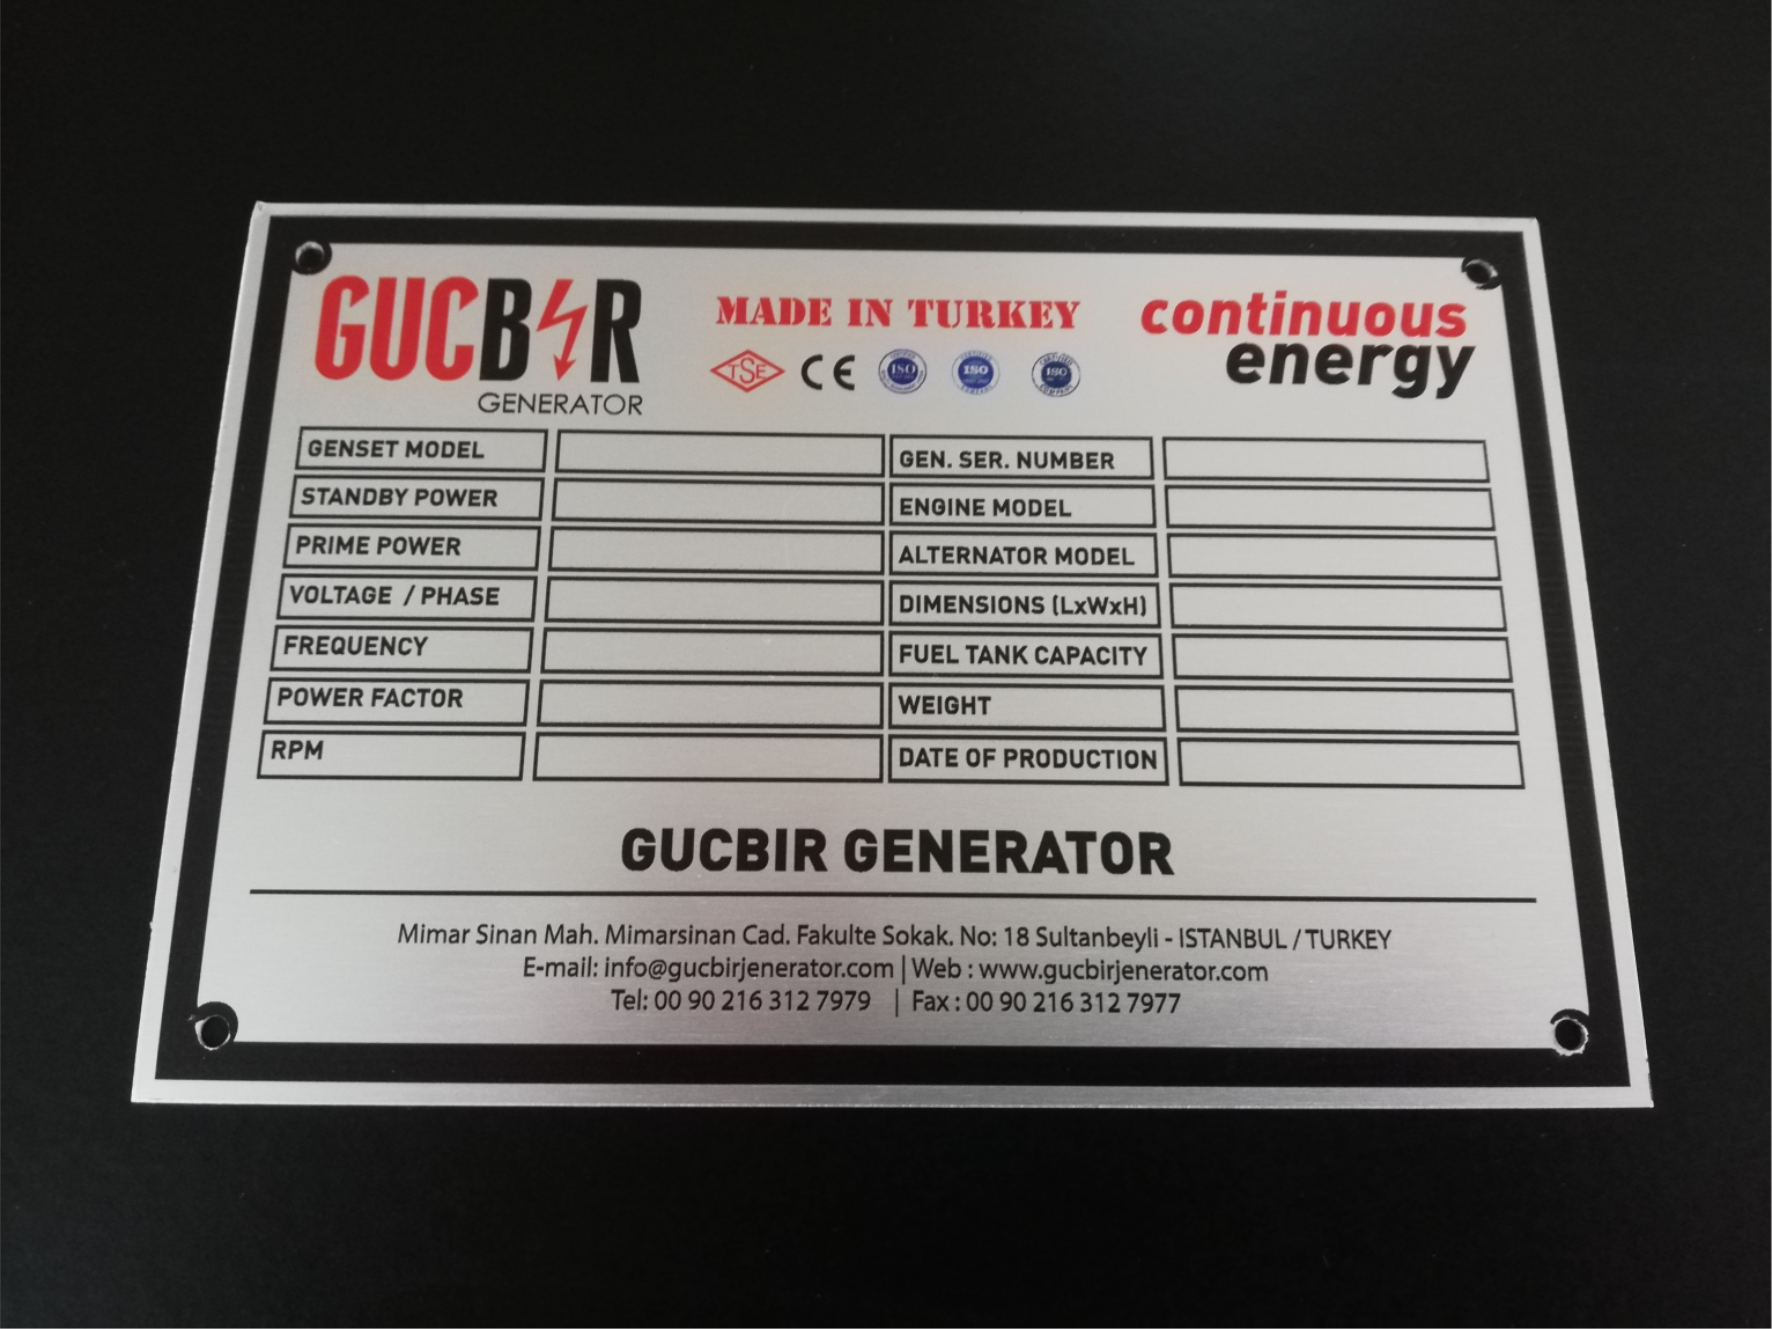 GUCBIR
GENERATOR
MADE IN TURKEY
TSE CE ISO ISO ISO
continuous
energy
GENSET MODEL
STANDBY POWER
PRIME POWER
VOLTAGE / PHASE
FREQUENCY
POWER FACTOR
RPM
GEN. SER. NUMBER
ENGINE MODEL
ALTERNATOR MODEL
DIMENSIONS (LxWxH)
FUEL TANK CAPACITY
WEIGHT
DATE OF PRODUCTION
GUCBIR GENERATOR
Mimar Sinan Mah. Mimarsinan Cad. Fakulte Sokak. No: 18 Sultanbeyli - ISTANBUL / TURKEY
E-mail: info@gucbirjenerator.com | Web : www.gucbirjenerator.com
Tel: 00 90 216 312 7979 | Fax : 00 90 216 312 7977